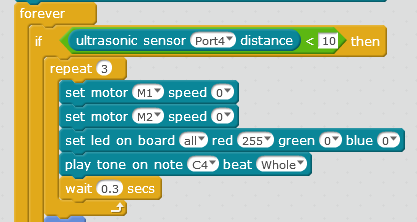 forever
if ultrasonic sensor Port4 distance < 10 then
repeat 3
set motor M1 speed 0
set motor M2 speed 0
set led on board all red 255 green 0 blue 0
play tone on note C4 beat Whole
wait 0.3 secs